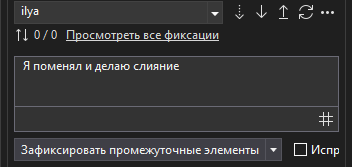 ilya
0 / 0 Просмотреть все фиксации
Я поменял и делаю слияние
Зафиксировать промежуточные элементы Испр